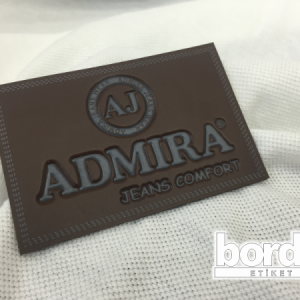 AJ
ADMIRA
JEANS COMFORT
bord
ETİKET